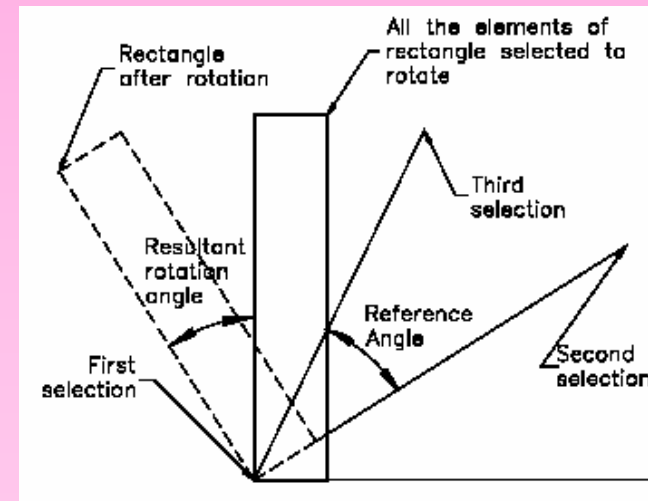 All the elements of
rectangle selected to
rotate
Rectangle
after rotation
Third
selection
Resultant
rotation
angle
Reference
Angle
First
selection
Second
selection